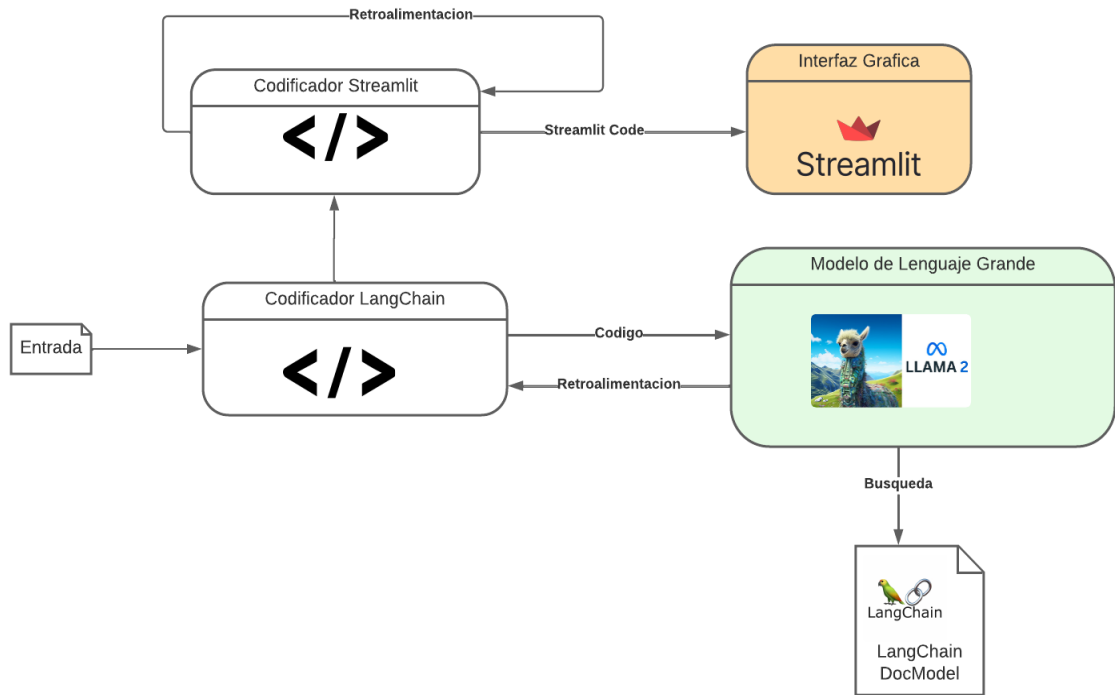 Retroalimentacion
Codificador Streamlit
</>
Streamlit Code
Interfaz Grafica
Streamlit
Entrada
Codificador LangChain
</>
Codigo
Retroalimentacion
Modelo de Lenguaje Grande
LLAMA 2
Busqueda
LangChain
LangChain
DocModel